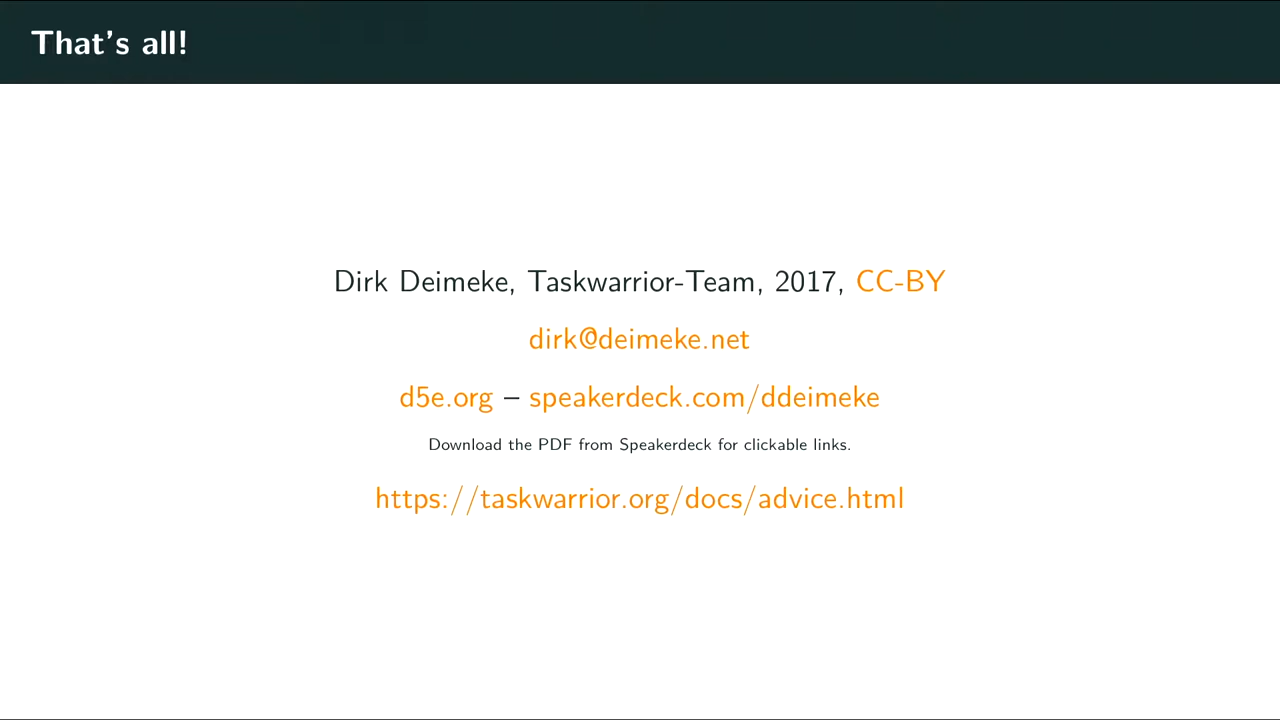 That's all!
Dirk Deimeke, Taskwarrior-Team, 2017, CC-BY
dirk@deimeke.net
d5e.org – speakerdeck.com/ddeimeke
Download the PDF from Speakerdeck for clickable links.
https://taskwarrior.org/docs/advice.html